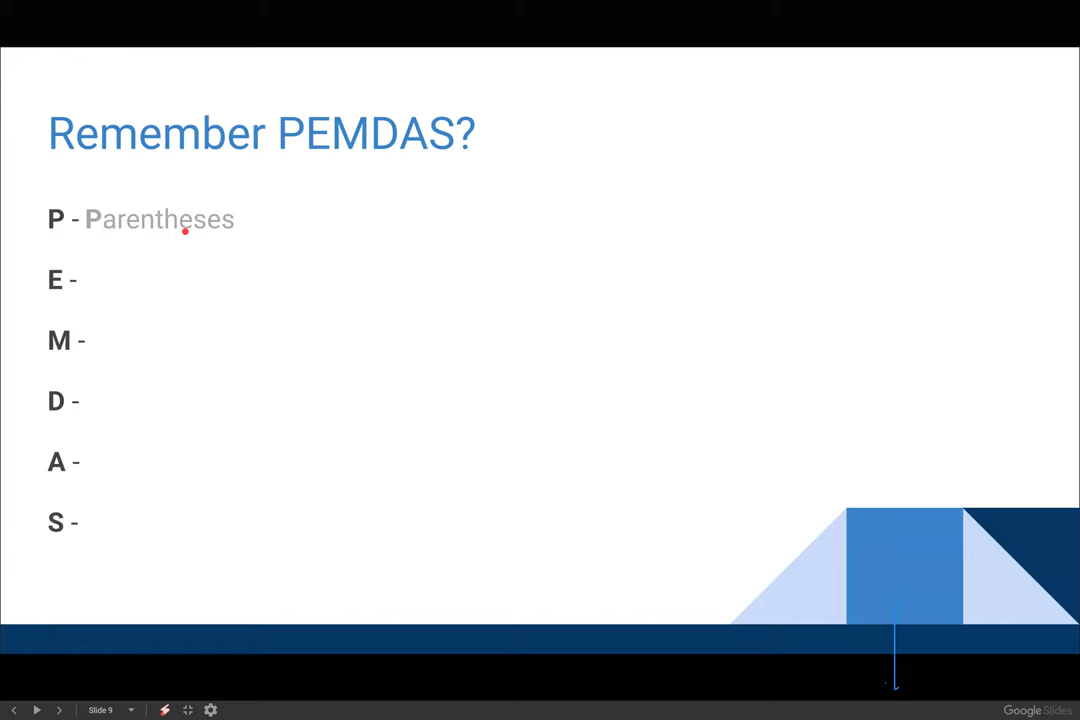 Remember PEMDAS?
P - Parentheses
E -
M -
D -
A -
S -
Slide 9
Google Slides